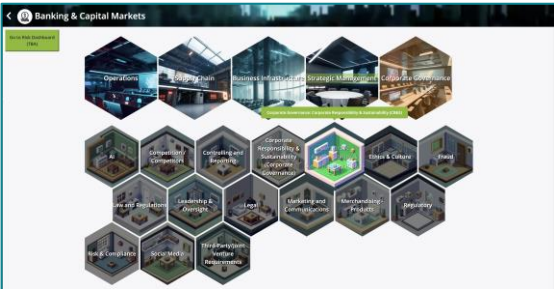 Banking & Capital Markets
Go to Risk Dashboard
(TBA)
Operations
Supply Chain
Business Infrastructure
Strategic Management
Corporate Governance
Corporate Governance: Corporate Responsibility & Sustainability (CR&S)
Competition /
Competitors
Controlling and
Reporting
Corporate
Responsibility &
Sustainability
(Corporate
Governance)
Ethics & Culture
Fraud
Law and Regulations
Leadership &
Oversight
Legal
Marketing and
Communications
Merchandising -
Products
Regulatory
Risk & Compliance
Social Media
Third-Party/Joint
Venture
Requirements